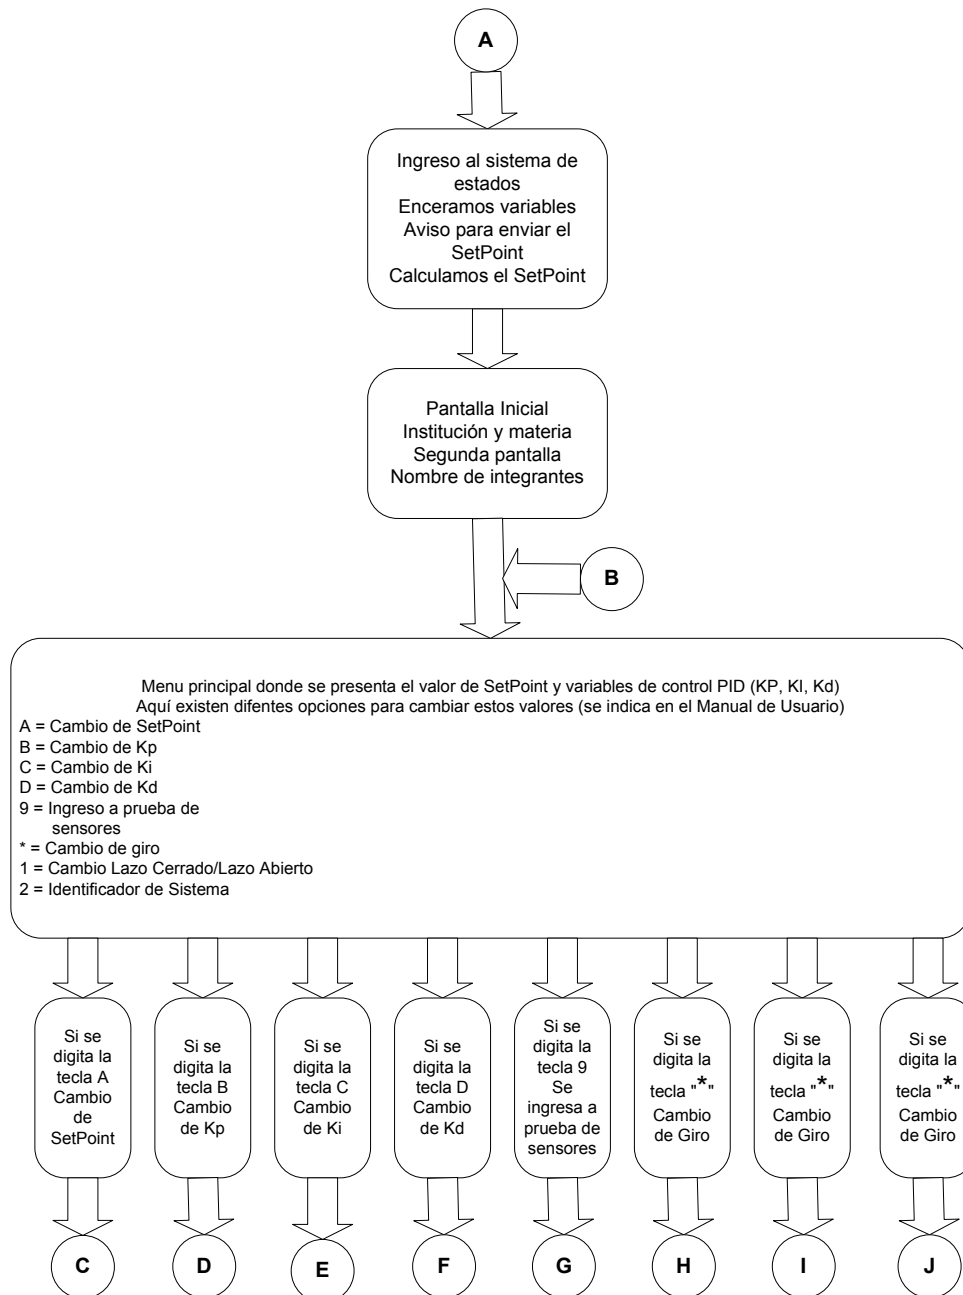 A
Ingreso al sistema de
estados
Enceramos variables
Aviso para enviar el
SetPoint
Calculamos el SetPoint
Pantalla Inicial
Institución y materia
Segunda pantalla
Nombre de integrantes
B
Menu principal donde se presenta el valor de SetPoint y variables de control PID (KP, KI, Kd)
Aquí existen difentes opciones para cambiar estos valores (se indica en el Manual de Usuario)
A = Cambio de SetPoint
B = Cambio de Kp
C = Cambio de Ki
D = Cambio de Kd
9 = Ingreso a prueba de
sensores
* = Cambio de giro
1 = Cambio Lazo Cerrado/Lazo Abierto
2 = Identificador de Sistema
Si se
digita la
tecla A
Cambio
de
SetPoint
Si se
digita la
tecla B
Cambio
de Kp
Si se
digita la
tecla C
Cambio
de Ki
Si se
digita la
tecla D
Cambio
de Kd
Si se
digita la
tecla 9
Se
ingresa a
prueba de
sensores
Si se
digita la
tecla "*"
Cambio
de Giro
Si se
digita la
tecla "*"
Cambio
de Giro
Si se
digita la
tecla "*"
Cambio
de Giro
C
D
E
F
G
H
I
J